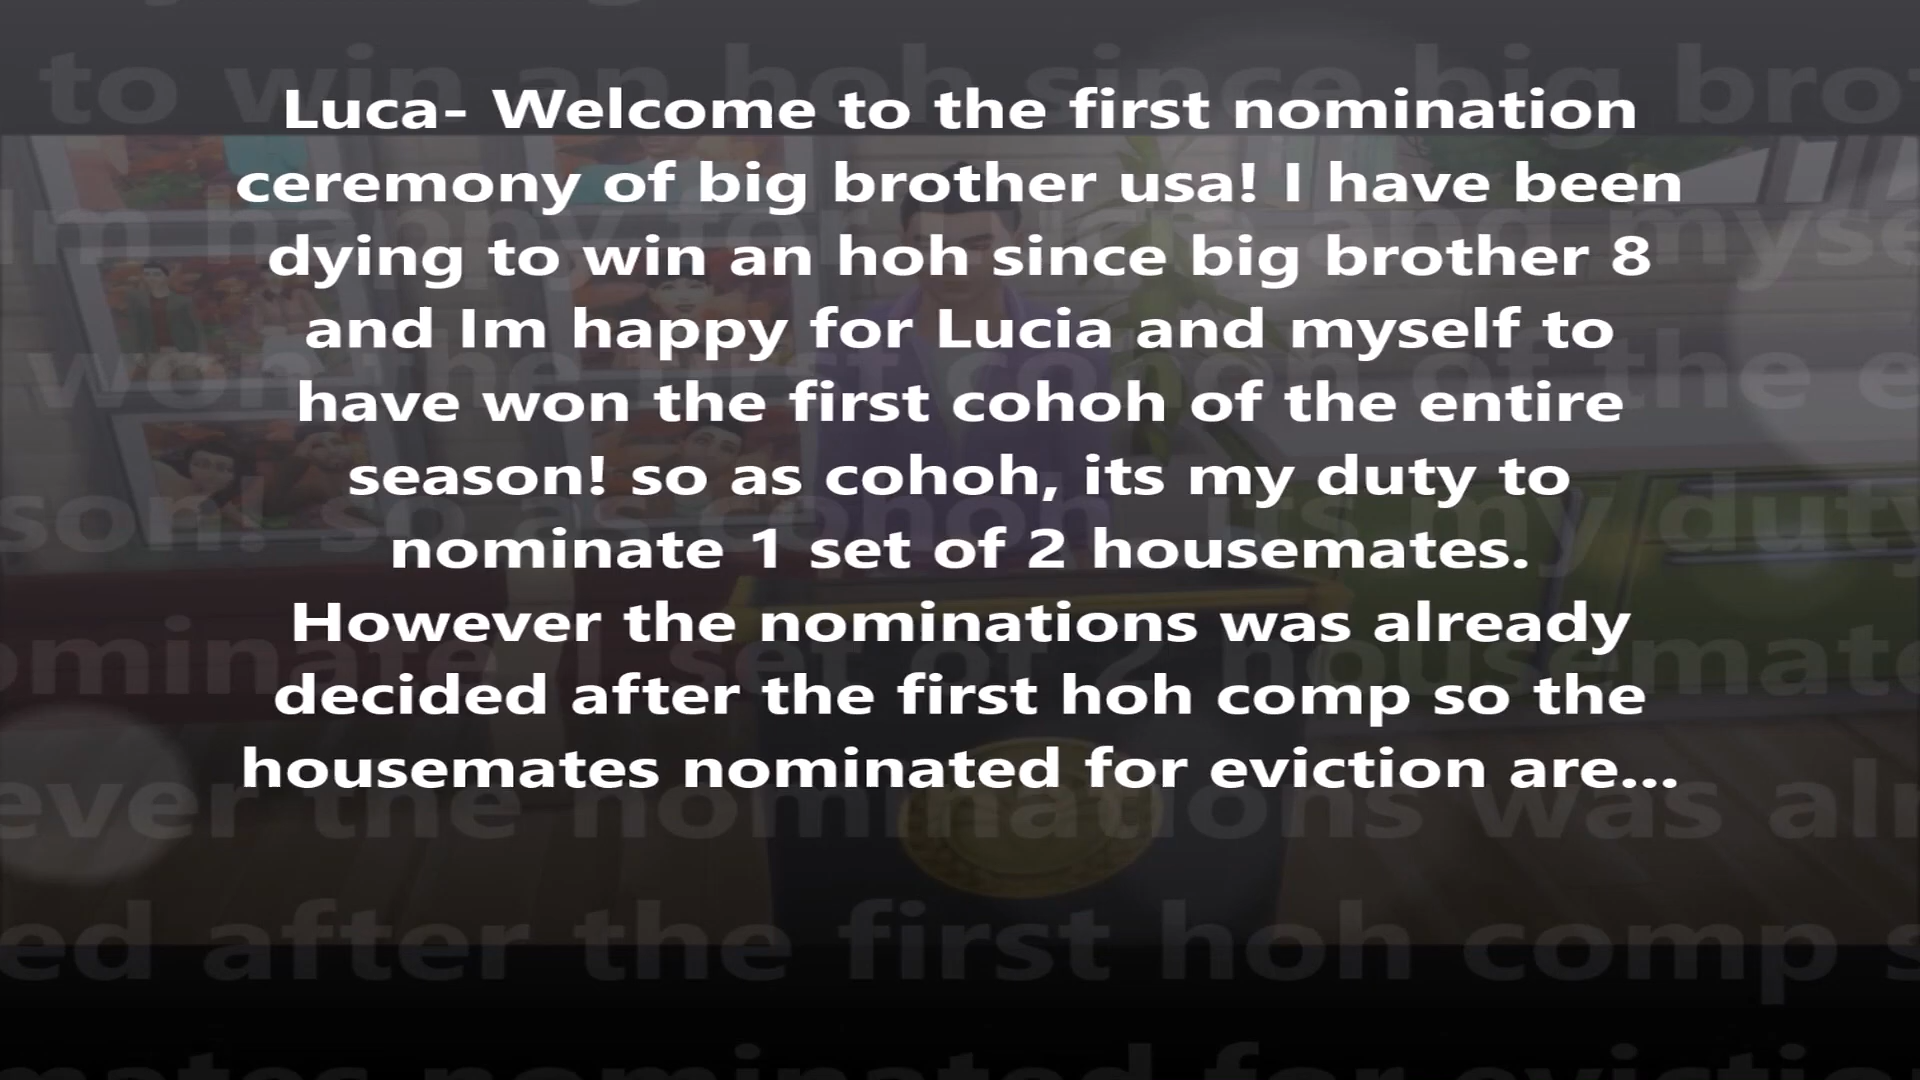 Luca- Welcome to the first nomination
ceremony of big brother usa! I have been
dying to win an hoh since big brother 8
and Im happy for Lucia and myself to
have won the first cohoh of the entire
season! so as cohoh, its my duty to
nominate 1 set of 2 housemates.
However the nominations was already
decided after the first hoh comp so the
housemates nominated for eviction are...